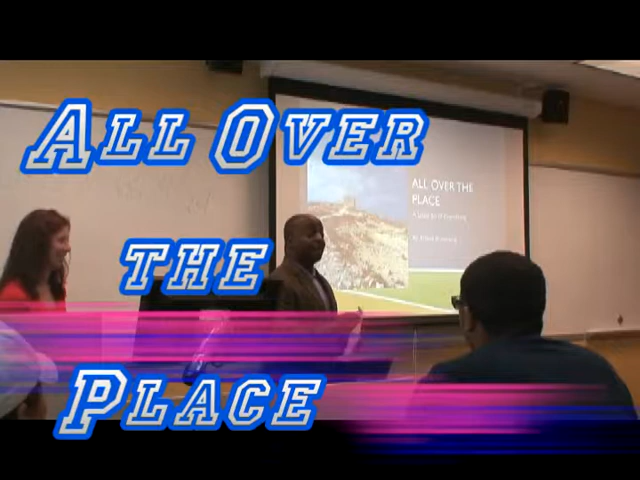 All Over
the
Place
ALL OVER THE
PLACE